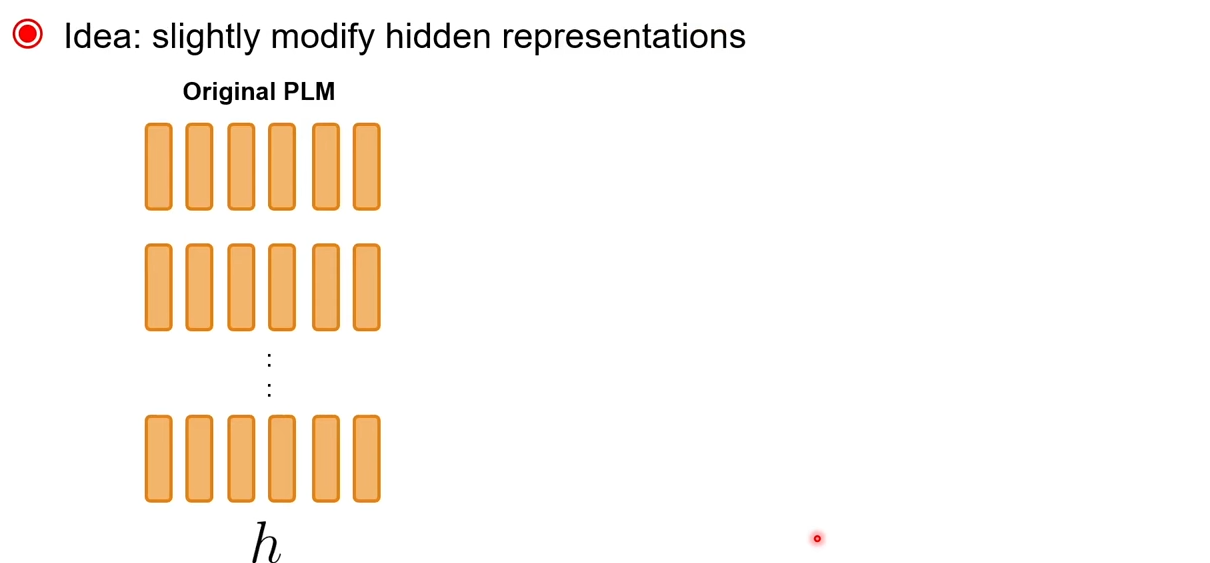 Idea: slightly modify hidden representations
Original PLM
:
:
h